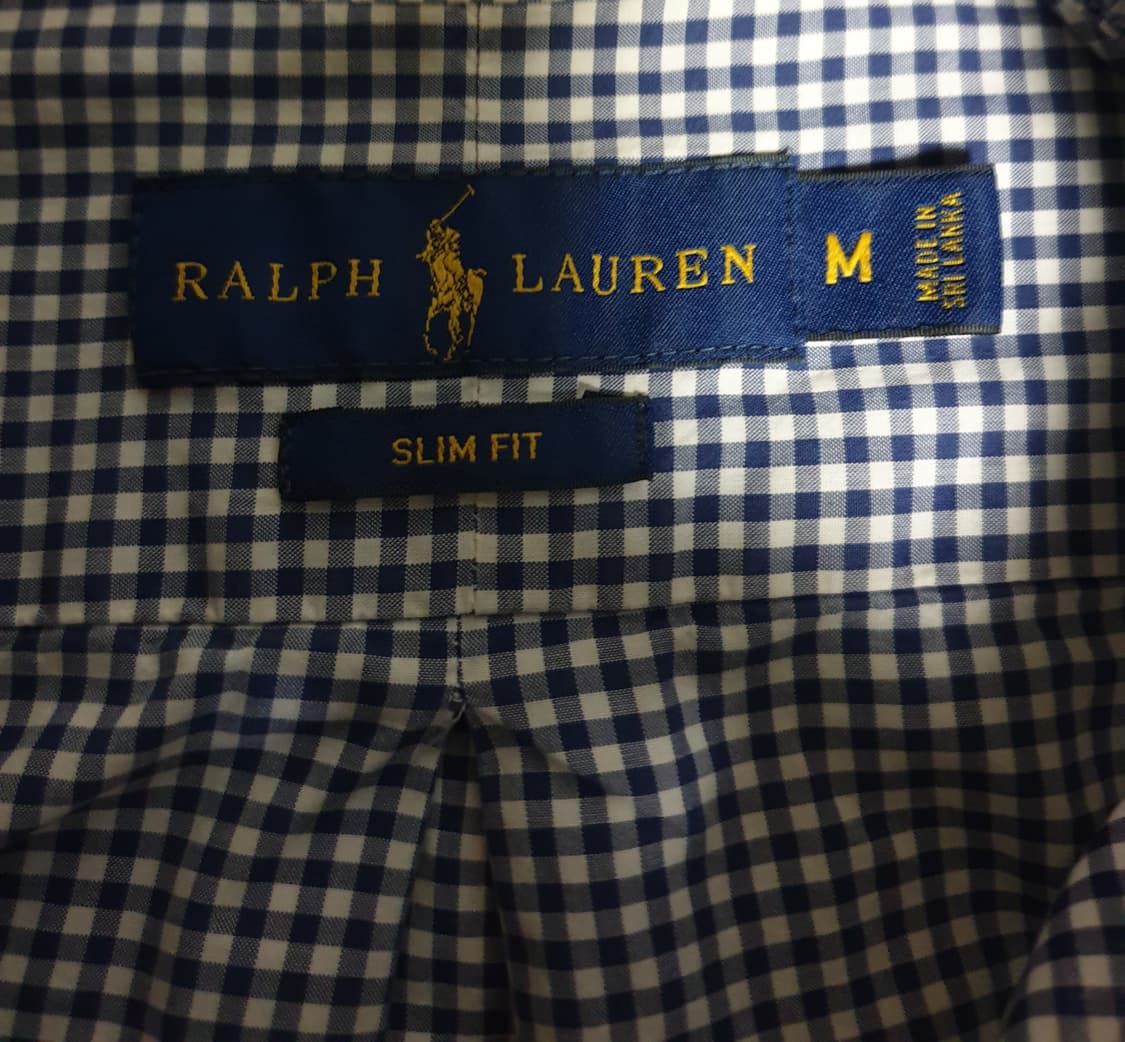 RALPH LAUREN
M
MADE IN
SRI LANKA
SLIM FIT